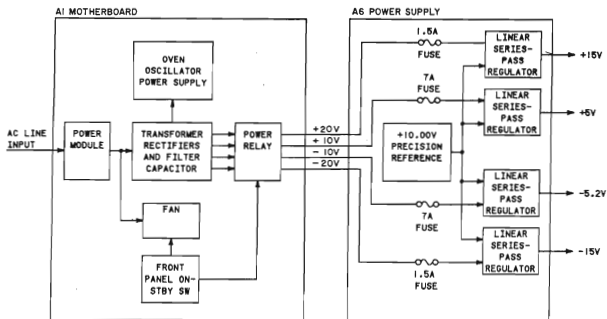 A1 MOTHERBOARD
A6 POWER SUPPLY
OVEN
OSCILLATOR
POWER SUPPLY
AC LINE
INPUT
POWER
MODULE
TRANSFORMER
RECTIFIERS
AND FILTER
CAPACITOR
POWER
RELAY
FAN
FRONT
PANEL ON-
STBY SW
+20V
+10V
-10V
-20V
1.5A
FUSE
7A
FUSE
+10.00V
PRECISION
REFERENCE
7A
FUSE
1.5A
FUSE
LINEAR
SERIES-
PASS
REGULATOR
+15V
LINEAR
SERIES-
PASS
REGULATOR
+5V
LINEAR
SERIES-
PASS
REGULATOR
-5.2V
LINEAR
SERIES-
PASS
REGULATOR
-15V